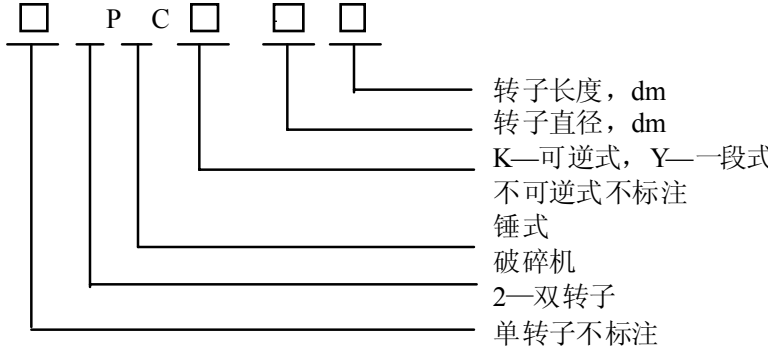 □ P C □ □ □
转子长度，dm
转子直径，dm
K—可逆式，Y—一段式
不可逆式不标注
锤式
破碎机
2—双转子
单转子不标注